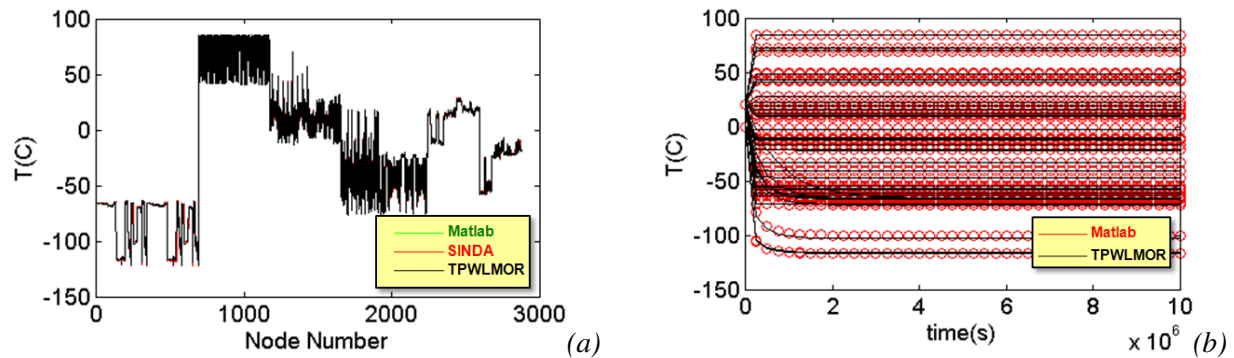 100
50
0
-50
-100
-150
T(C)
0
1000
2000
3000
Node Number
Matlab
SINDA
TPWLMOR
(a)
100
50
0
-50
-100
-150
T(C)
0
2
4
6
8
10
time(s)
x 10^6
Matlab
TPWLMOR
(b)